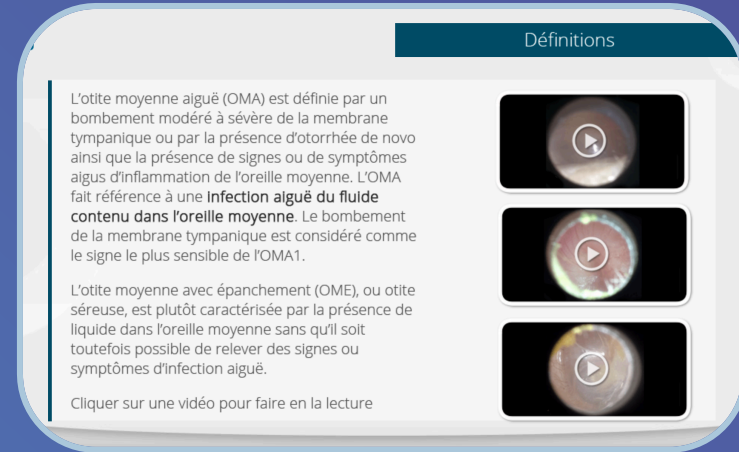 Définitions
L'otite moyenne aiguë (OMA) est définie par un
bombement modéré à sévère de la membrane
tympanique ou par la présence d'otorrhée de novo
ainsi que la présence de signes ou de symptômes
aigus d'inflammation de l'oreille moyenne. L'OMA
fait référence à une infection aiguë du fluide
contenu dans l'oreille moyenne. Le bombement
de la membrane tympanique est considéré comme
le signe le plus sensible de l'OMA1.
L'otite moyenne avec épanchement (OME), ou otite
séreuse, est plutôt caractérisée par la présence de
liquide dans l'oreille moyenne sans qu'il soit
toutefois possible de relever des signes ou
symptômes d'infection aiguë.
Cliquer sur une vidéo pour faire en la lecture